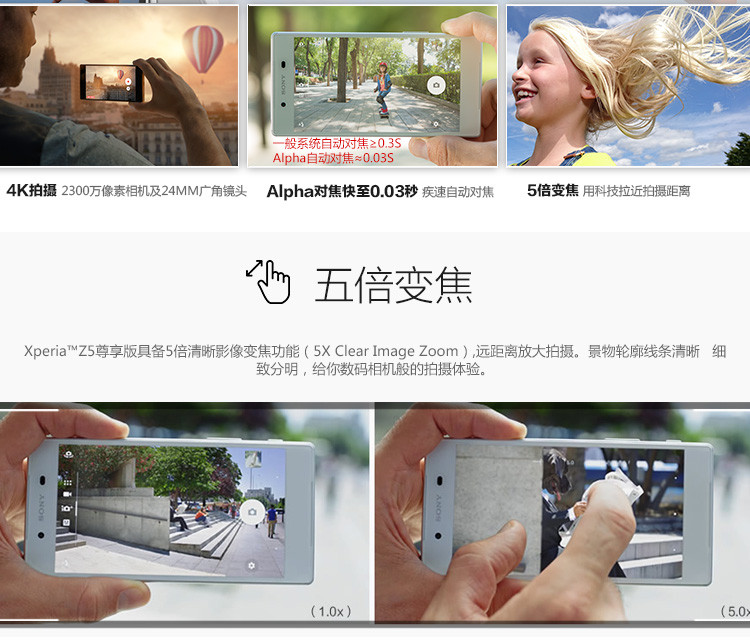 SONY
一般系统自动对焦≥0.3S
Alpha自动对焦≈0.03S
4K拍摄 2300万像素相机及24MM广角镜头
Alpha对焦快至0.03秒 疾速自动对焦
5倍变焦 用科技拉近拍摄距离
五倍变焦
Xperia™Z5尊享版具备5倍清晰影像变焦功能（5X Clear Image Zoom）,远距离放大拍摄。景物轮廓线条清晰 细
致分明，给你数码相机般的拍摄体验。
SONY
SONY
（1.0x）
（5.0x